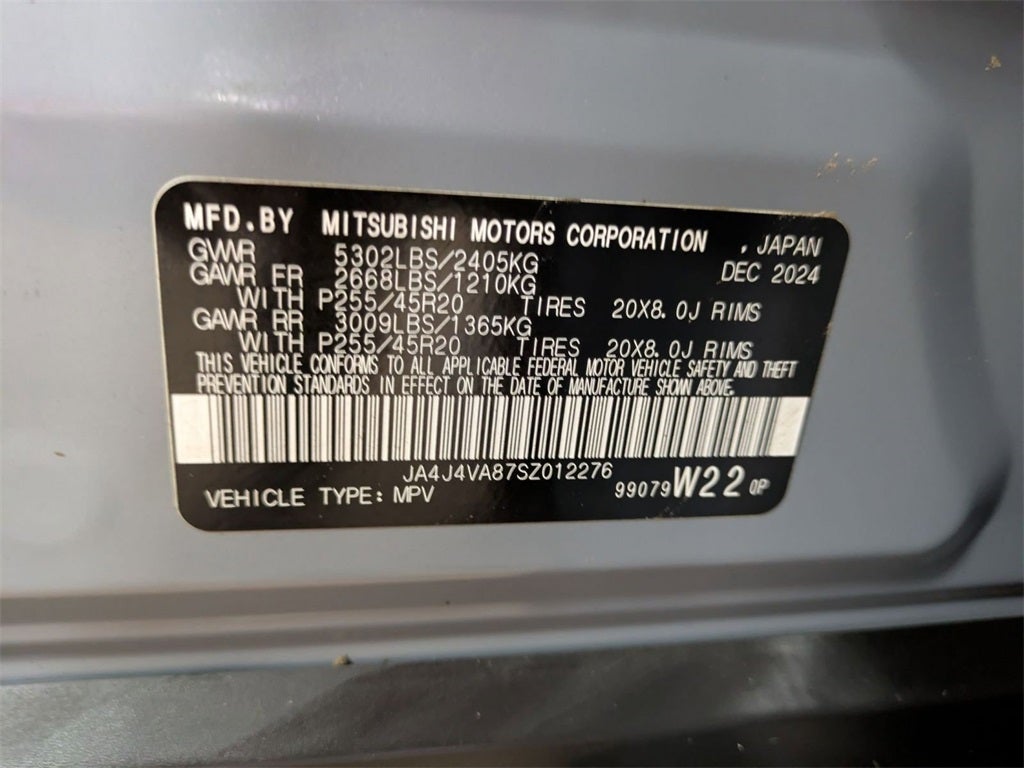 MFD.BY MITSUBISHI MOTORS CORPORATION , JAPAN
GVWR 5302LBS/2405KG DEC 2024
GAWR FR 2668LBS/1210KG
WITH P255/45R20 TIRES 20X8.0J RIMS
GAWR RR 3009LBS/1365KG
WITH P255/45R20 TIRES 20X8.0J RIMS
THIS VEHICLE CONFORMS TO ALL APPLICABLE FEDERAL MOTOR VEHICLE SAFETY AND THEFT
PREVENTION STANDARDS IN EFFECT ON THE DATE OF MANUFACTURE SHOWN ABOVE.
JA4J4VA87SZ012276
VEHICLE TYPE: MPV 99079 W22 0P